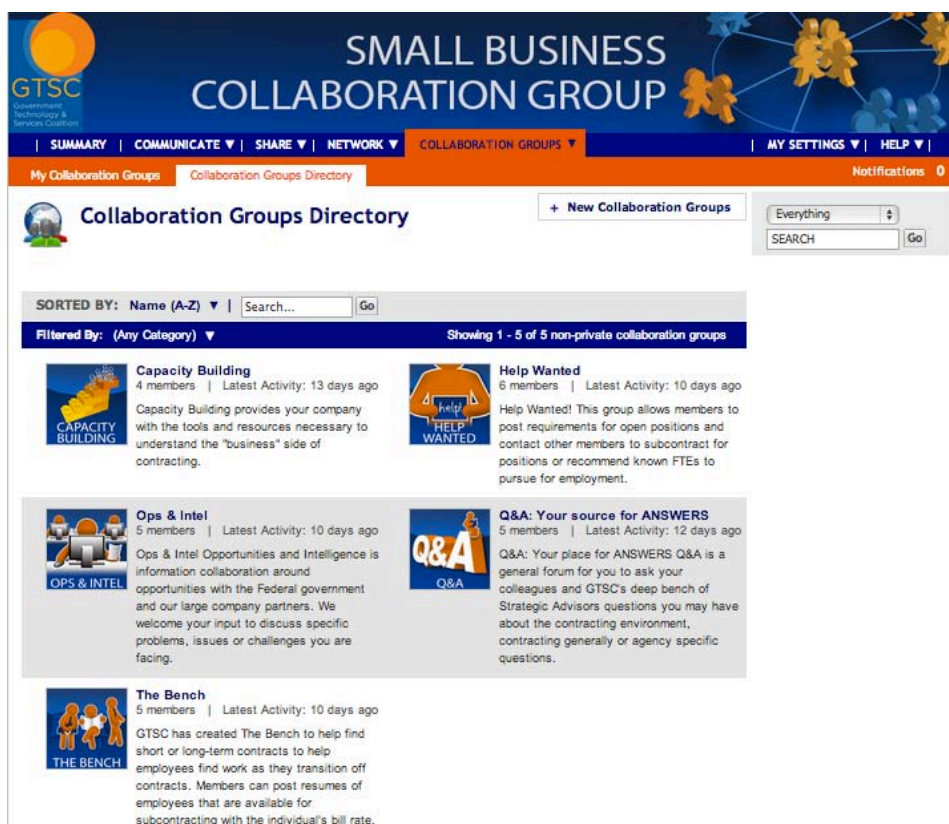 SMALL BUSINESS
COLLABORATION GROUP
GTSC
Government
Technology &
Services Coalition
| SUMMARY | COMMUNICATE ▼ | SHARE ▼ | NETWORK ▼ COLLABORATION GROUPS ▼ | MY SETTINGS ▼ | HELP ▼ |
My Collaboration Groups Collaboration Groups Directory Notifications 0
Collaboration Groups Directory
+ New Collaboration Groups
Everything
SEARCH Go
SORTED BY: Name (A-Z) ▼ | Search... Go
Filtered By: (Any Category) ▼ Showing 1 - 5 of 5 non-private collaboration groups
CAPACITY
BUILDING
Capacity Building
4 members | Latest Activity: 13 days ago
Capacity Building provides your company
with the tools and resources necessary to
understand the "business" side of
contracting.
help!
HELP
WANTED
Help Wanted
6 members | Latest Activity: 10 days ago
Help Wanted! This group allows members to
post requirements for open positions and
contact other members to subcontract for
positions or recommend known FTEs to
pursue for employment.
OPS & INTEL
Ops & Intel
5 members | Latest Activity: 10 days ago
Ops & Intel Opportunities and Intelligence is
information collaboration around
opportunities with the Federal government
and our large company partners. We
welcome your input to discuss specific
problems, issues or challenges you are
facing.
Q&A
Q&A
Q&A: Your source for ANSWERS
5 members | Latest Activity: 12 days ago
Q&A: Your place for ANSWERS Q&A is a
general forum for you to ask your
colleagues and GTSC's deep bench of
Strategic Advisors questions you may have
about the contracting environment,
contracting generally or agency specific
questions.
THE BENCH
The Bench
5 members | Latest Activity: 10 days ago
GTSC has created The Bench to help find
short or long-term contracts to help
employees find work as they transition off
contracts. Members can post resumes of
employees that are available for
subcontracting with the individual's bill rate.